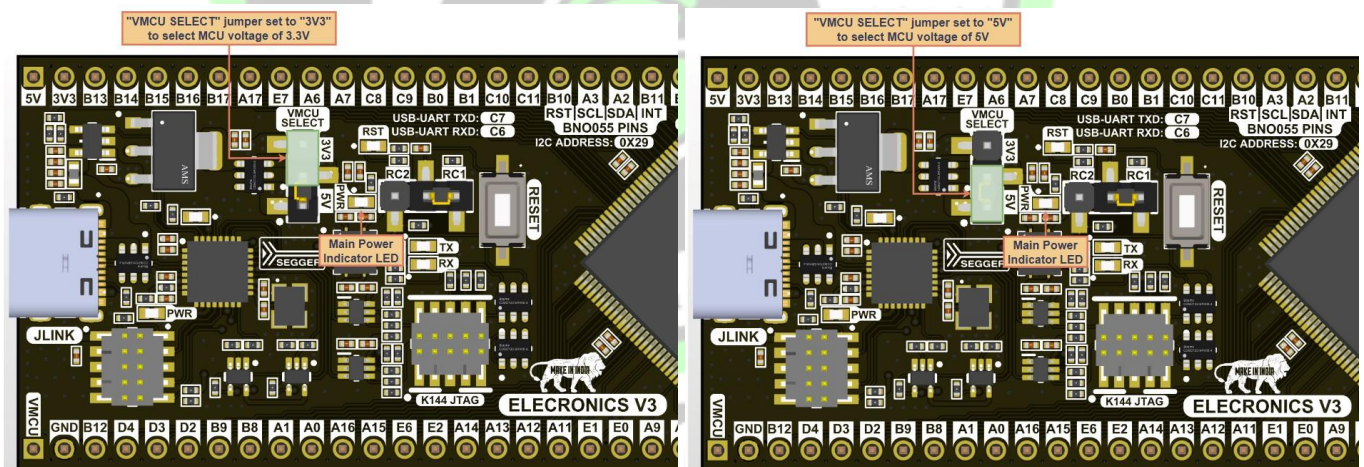 "VMCU SELECT" jumper set to "3V3"
to select MCU voltage of 3.3V
5V 3V3 B13 B14 B15 B16 B17 A17 E7 A6 A7 C8 C9 B0 B1 C10 C11 B10 A3 A2 B11
VMCU
SELECT
USB-UART TXD: C7
USB-UART RXD: C6
RST SCL SDA INT
BNO055 PINS
I2C ADDRESS: 0X29
RST
3V3
AMS
RC2
RC1
PWR
5V
RESET
Main Power
Indicator LED
SEGGER
TX
RX
PWR
JLINK
MAKE IN INDIA
K144 JTAG
ELECRONICS V3
VMCU
GND B12 D4 D3 D2 B9 B8 A1 A0 A16 A15 E6 E2 A14 A13 A12 A11 E1 E0 A9
"VMCU SELECT" jumper set to "5V"
to select MCU voltage of 5V
5V 3V3 B13 B14 B15 B16 B17 A17 E7 A6 A7 C8 C9 B0 B1 C10 C11 B10 A3 A2 B11
VMCU
SELECT
USB-UART TXD: C7
USB-UART RXD: C6
RST SCL SDA INT
BNO055 PINS
I2C ADDRESS: 0X29
RST
3V3
AMS
RC2
RC1
PWR
5V
RESET
Main Power
Indicator LED
SEGGER
TX
RX
PWR
JLINK
MAKE IN INDIA
K144 JTAG
ELECRONICS V3
VMCU
GND B12 D4 D3 D2 B9 B8 A1 A0 A16 A15 E6 E2 A14 A13 A12 A11 E1 E0 A9